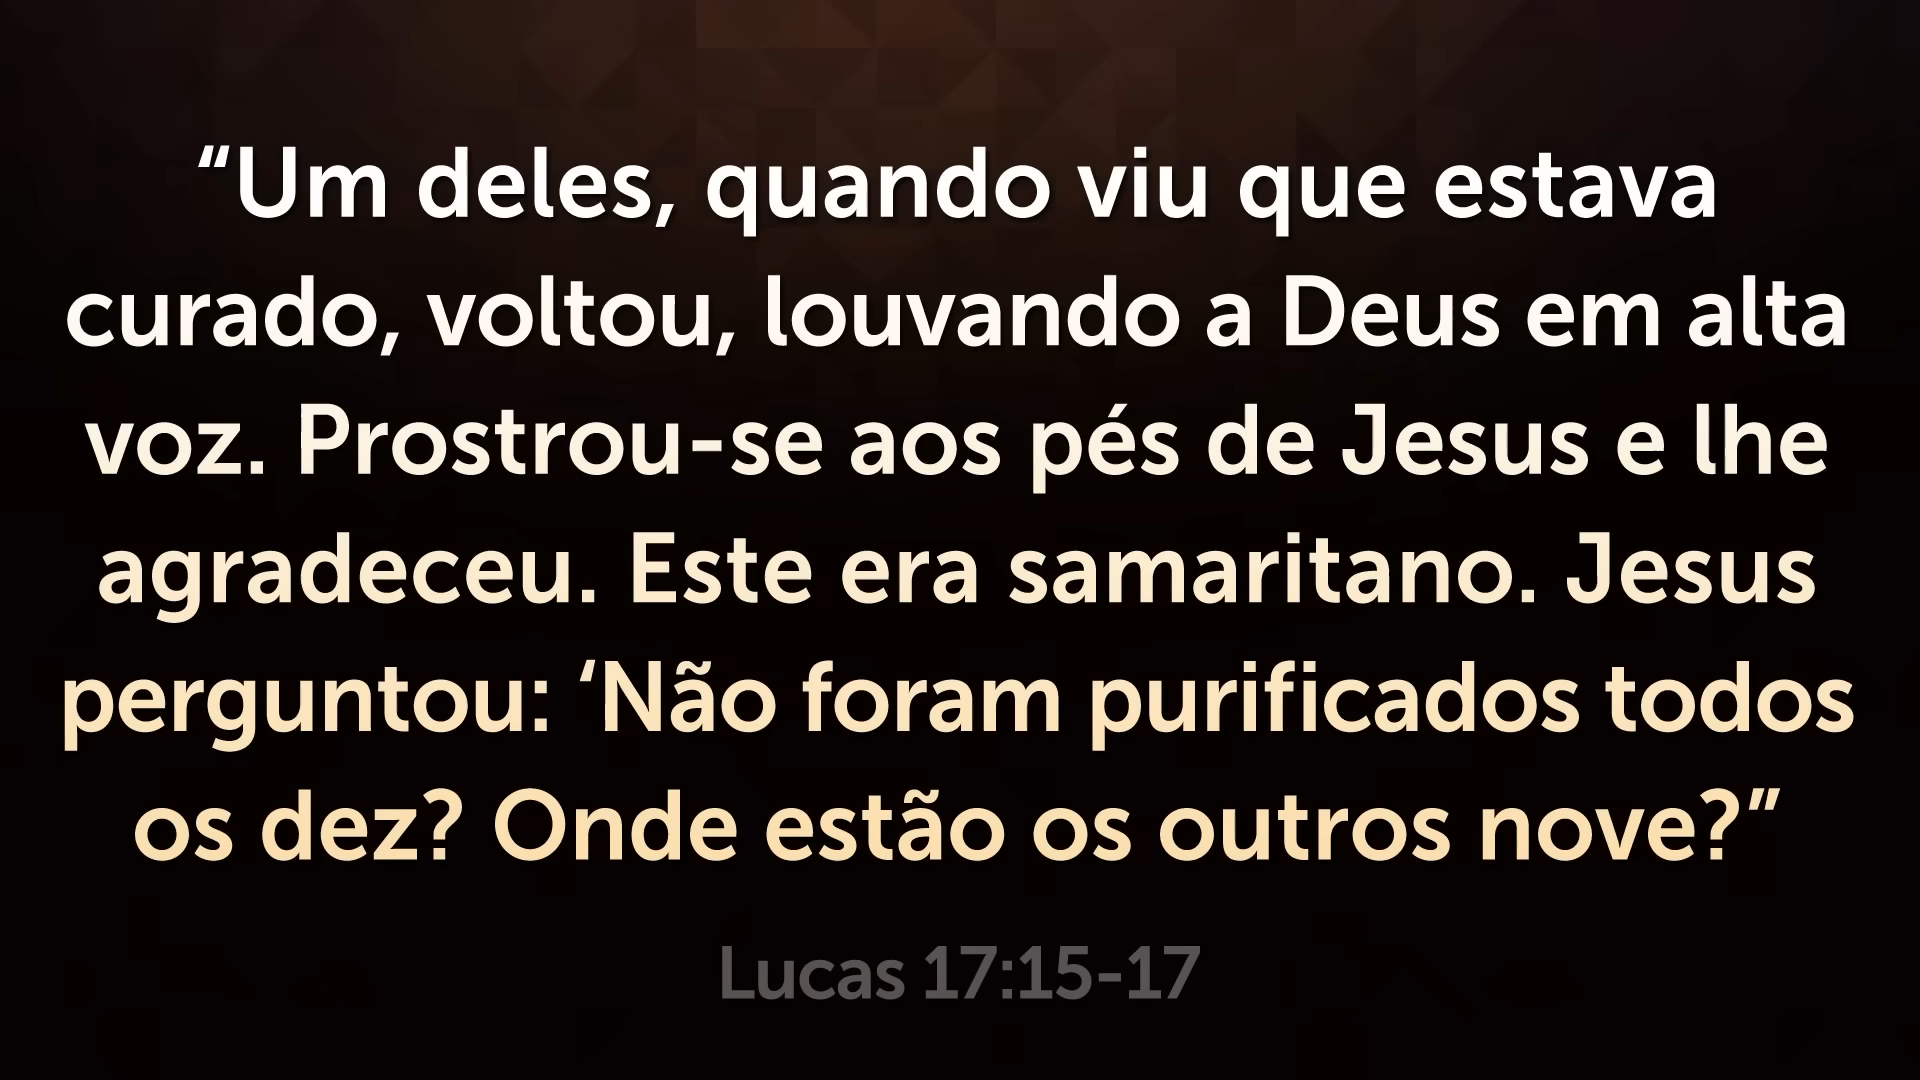 “Um deles, quando viu que estava
curado, voltou, louvando a Deus em alta
voz. Prostrou-se aos pés de Jesus e lhe
agradeceu. Este era samaritano. Jesus
perguntou: ‘Não foram purificados todos
os dez? Onde estão os outros nove?”
Lucas 17:15-17